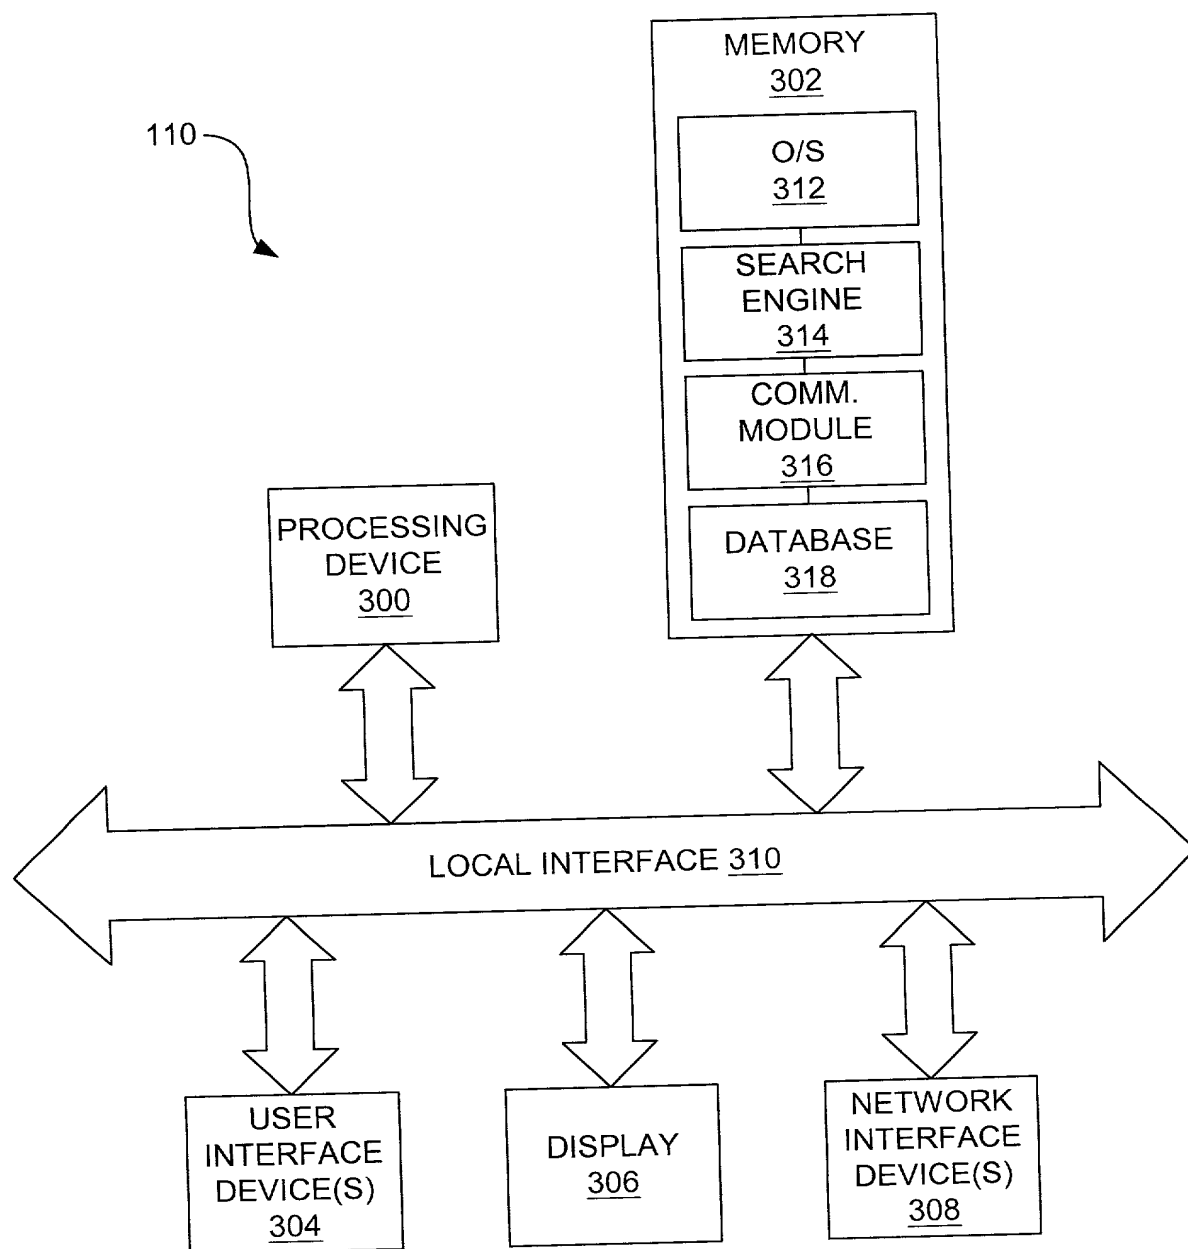 MEMORY
302
110
O/S
312
SEARCH
ENGINE
314
COMM.
MODULE
316
DATABASE
318
PROCESSING
DEVICE
300
LOCAL INTERFACE 310
USER
INTERFACE
DEVICE(S)
304
DISPLAY
306
NETWORK
INTERFACE
DEVICE(S)
308